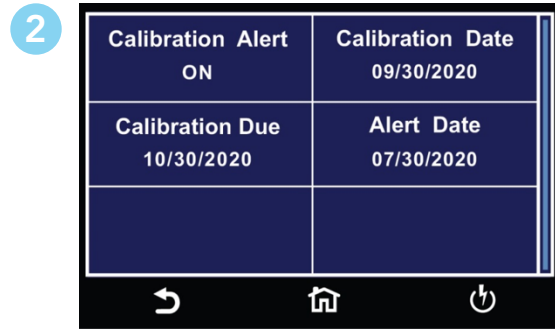 2
Calibration Alert
ON
Calibration Date
09/30/2020
Calibration Due
10/30/2020
Alert Date
07/30/2020